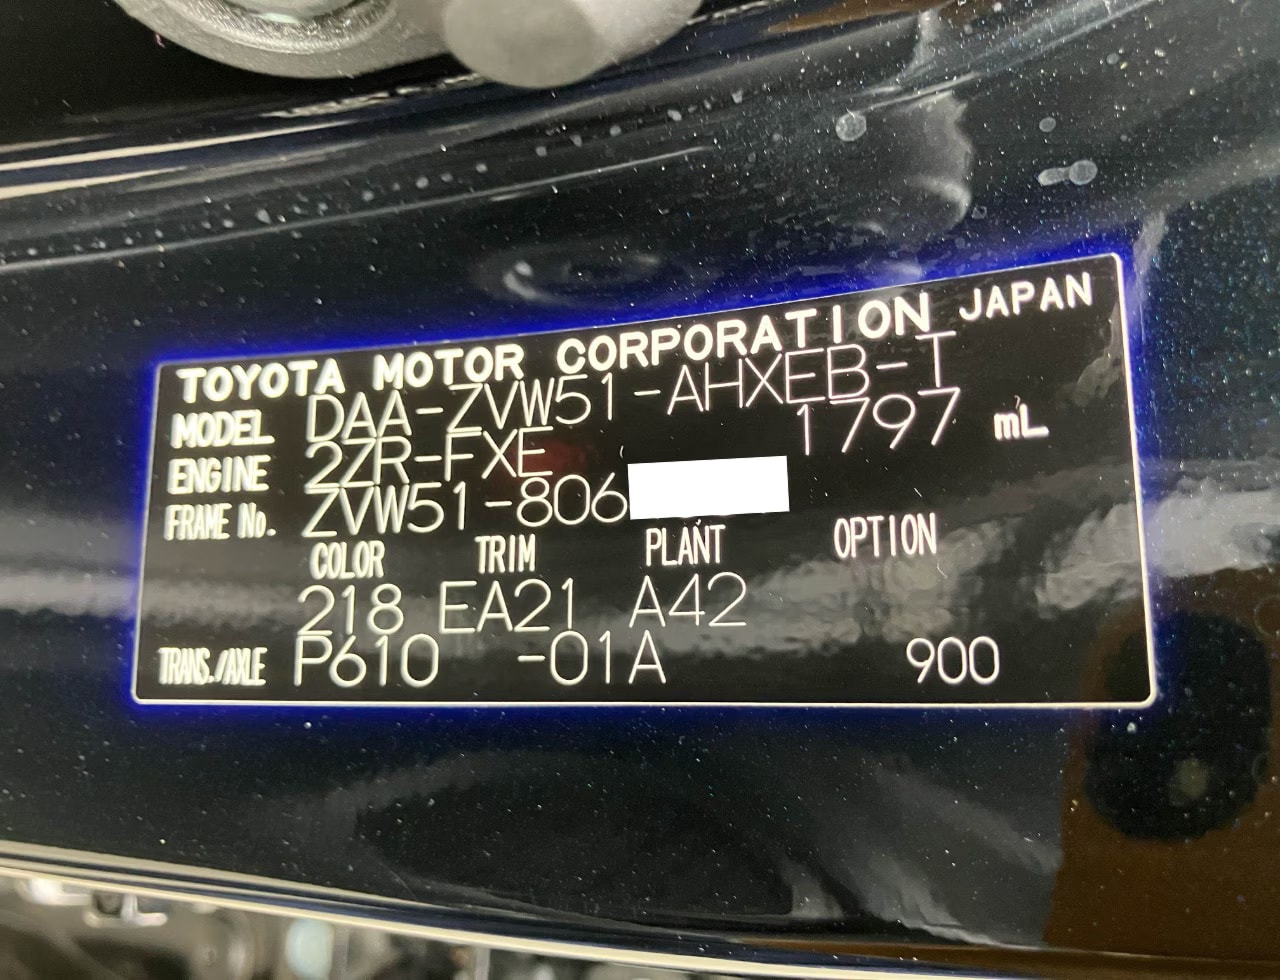 TOYOTA MOTOR CORPORATION JAPAN
MODEL DAA-ZVW51-AHXEB-T
ENGINE 2ZR-FXE 1797 mL
FRAME No. ZVW51-806
COLOR TRIM PLANT OPTION
218 EA21 A42
TRANS./AXLE P610 -01A 900